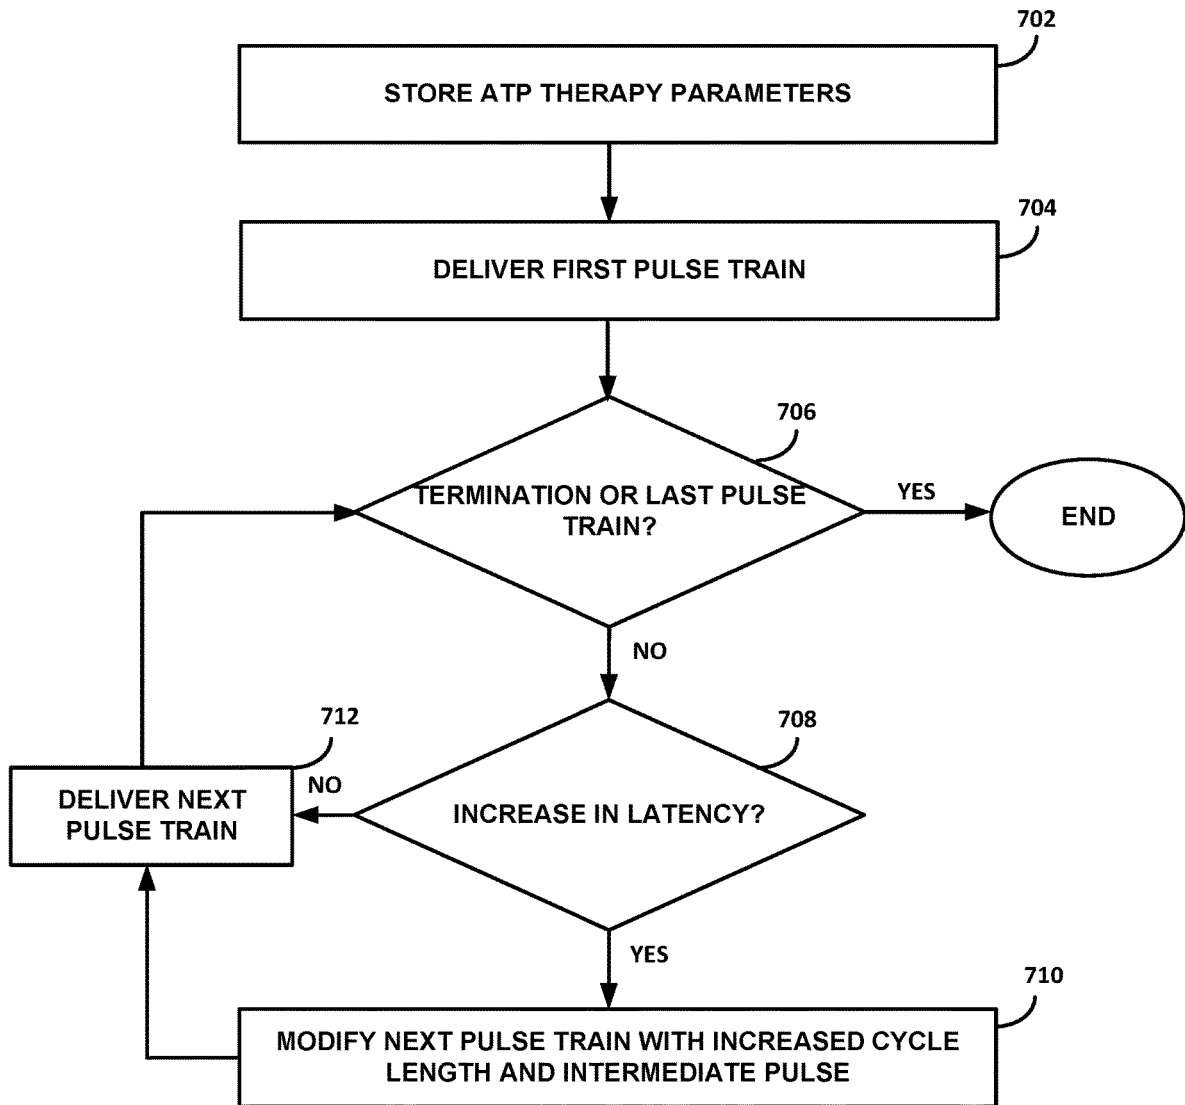 702
STORE ATP THERAPY PARAMETERS
704
DELIVER FIRST PULSE TRAIN
706
TERMINATION OR LAST PULSE
TRAIN?
YES
END
NO
712
708
DELIVER NEXT
PULSE TRAIN
NO
INCREASE IN LATENCY?
YES
710
MODIFY NEXT PULSE TRAIN WITH INCREASED CYCLE
LENGTH AND INTERMEDIATE PULSE